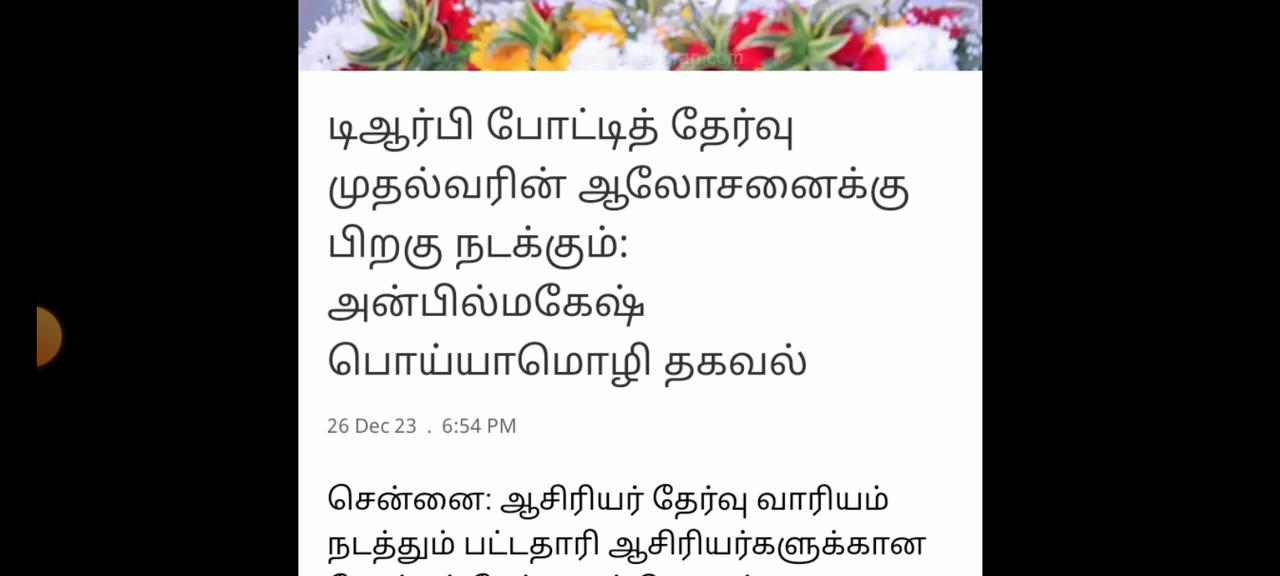 டிஆர்பி போட்டித் தேர்வு
முதல்வரின் ஆலோசனைக்கு
பிறகு நடக்கும்:
அன்பில்மகேஷ்
பொய்யாமொழி தகவல்
26 Dec 23 . 6:54 PM
சென்னை: ஆசிரியர் தேர்வு வாரியம்
நடத்தும் பட்டதாரி ஆசிரியர்களுக்கான